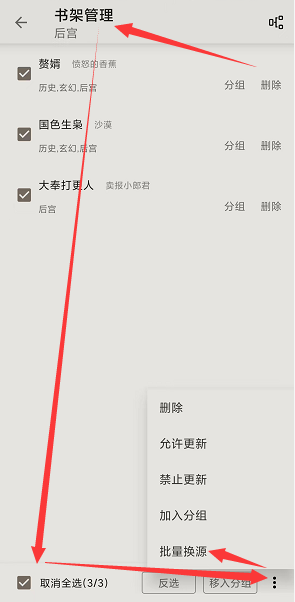 书架管理
后宫
赘婿 愤怒的香蕉
历史,玄幻,后宫 分组 删除
国色生枭 沙漠
历史,玄幻,后宫 分组 删除
大奉打更人 卖报小郎君
后宫 分组 删除
删除
允许更新
禁止更新
加入分组
批量换源
取消全选(3/3) 反选 移入分组